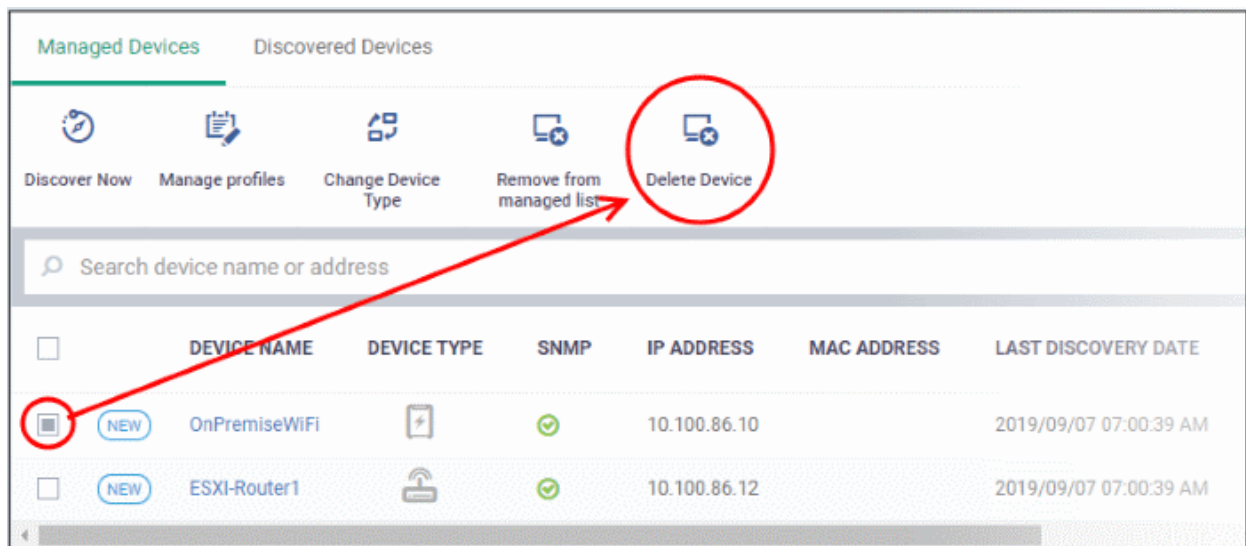 Managed Devices Discovered Devices
Discover Now Manage profiles Change Device Type Remove from managed list Delete Device
Search device name or address
DEVICE NAME DEVICE TYPE SNMP IP ADDRESS MAC ADDRESS LAST DISCOVERY DATE
NEW OnPremiseWiFi 10.100.86.10 2019/09/07 07:00:39 AM
NEW ESXI-Router1 10.100.86.12 2019/09/07 07:00:39 AM